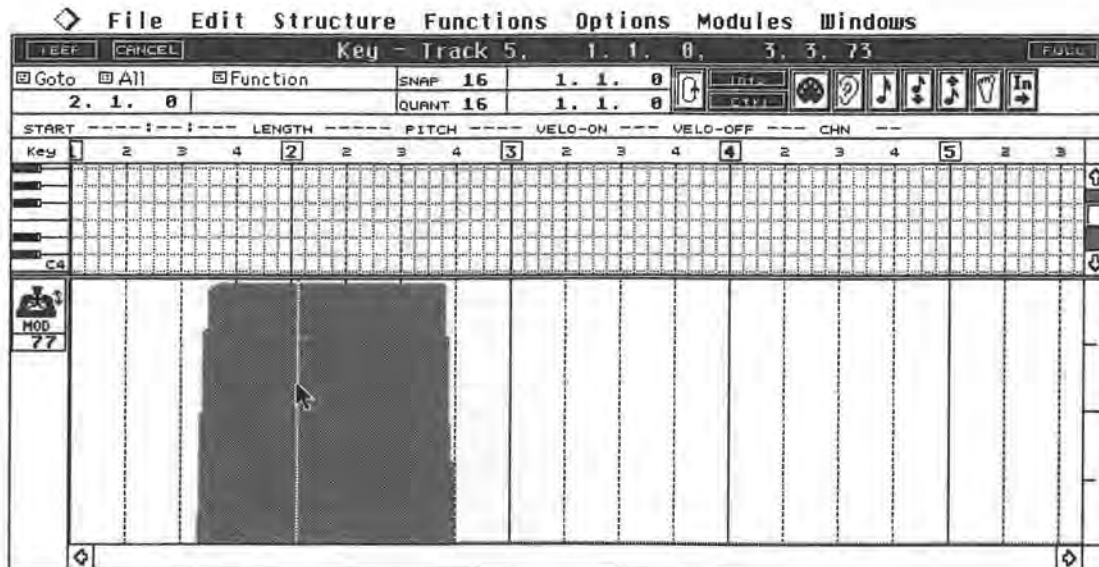 File Edit Structure Functions Options Modules Windows
KEEP CANCEL Key - Track 5, 1. 1. 0, 3. 3. 73 FULL
Goto All Function SNAP 16 1. 1. 0
2. 1. 0 QUANT 16 1. 1. 0 In
START ----:--:---- LENGTH ----- PITCH ---- VELO-ON --- VELO-OFF --- CHN --
Key 1 2 3 4 2 2 3 4 3 2 3 4 4 2 3 4 5 2 3
C4
MOD
77